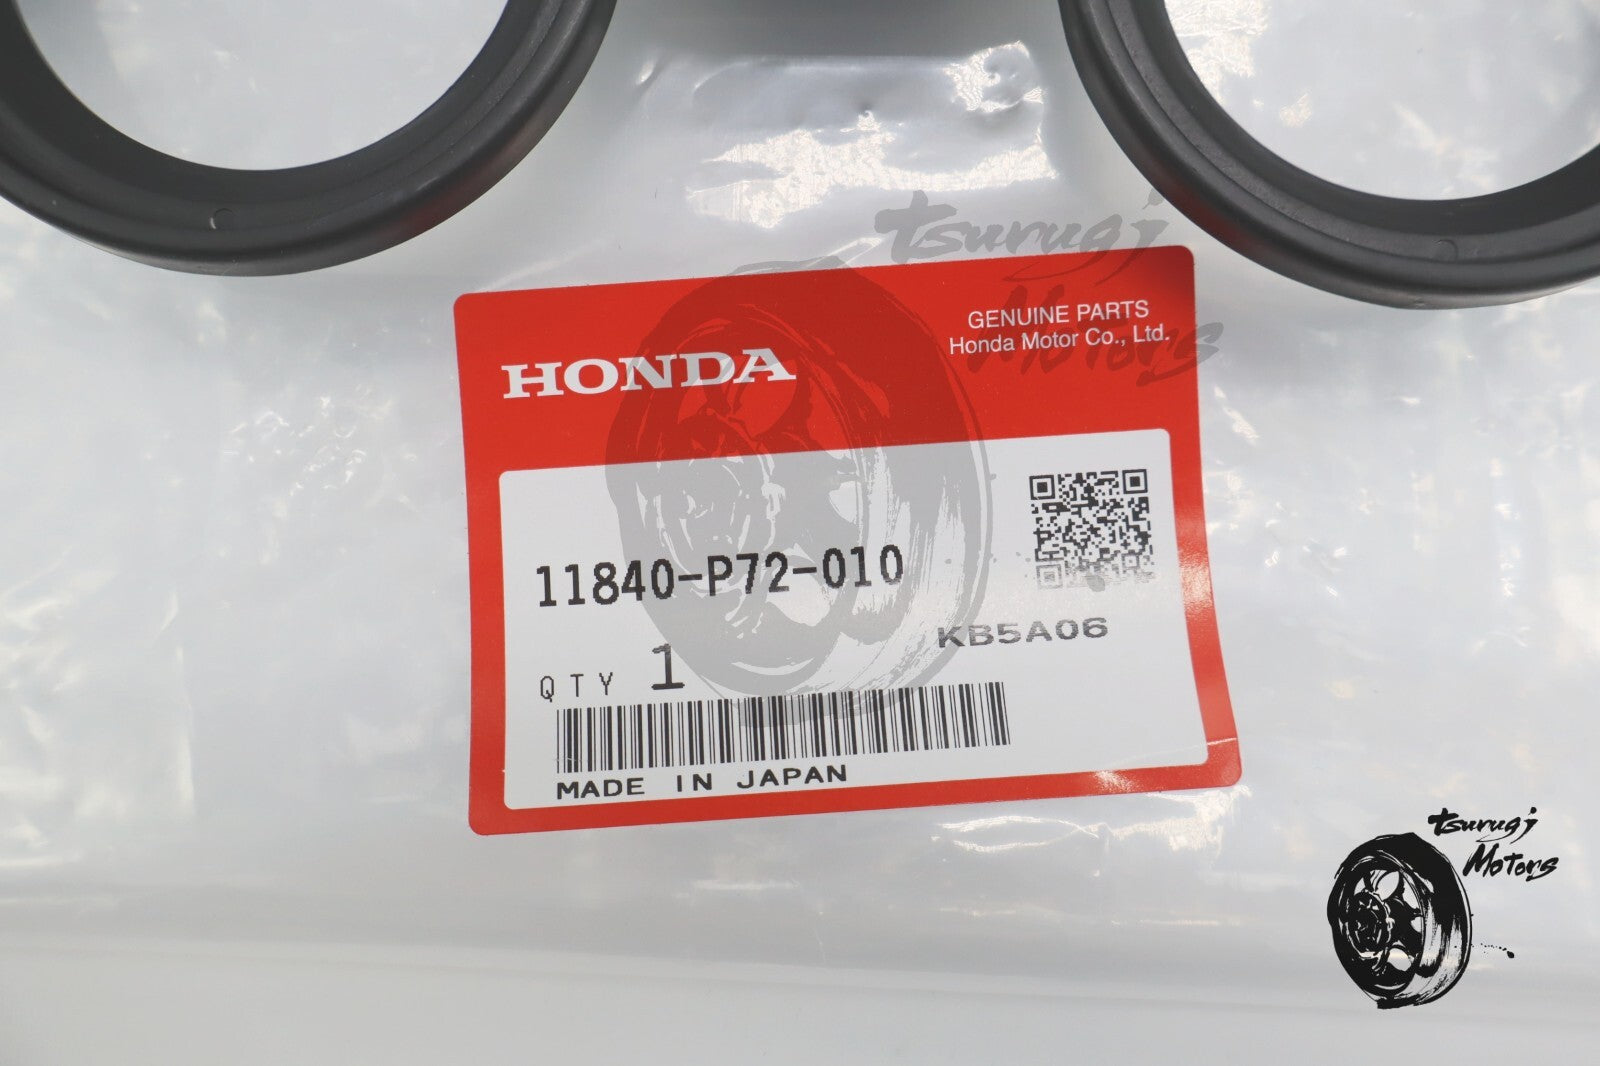 tsurugi
Motors
GENUINE PARTS
Honda Motor Co., Ltd.
HONDA
11840-P72-010
KB5A06
QTY 1
MADE IN JAPAN
tsurugi
Motors